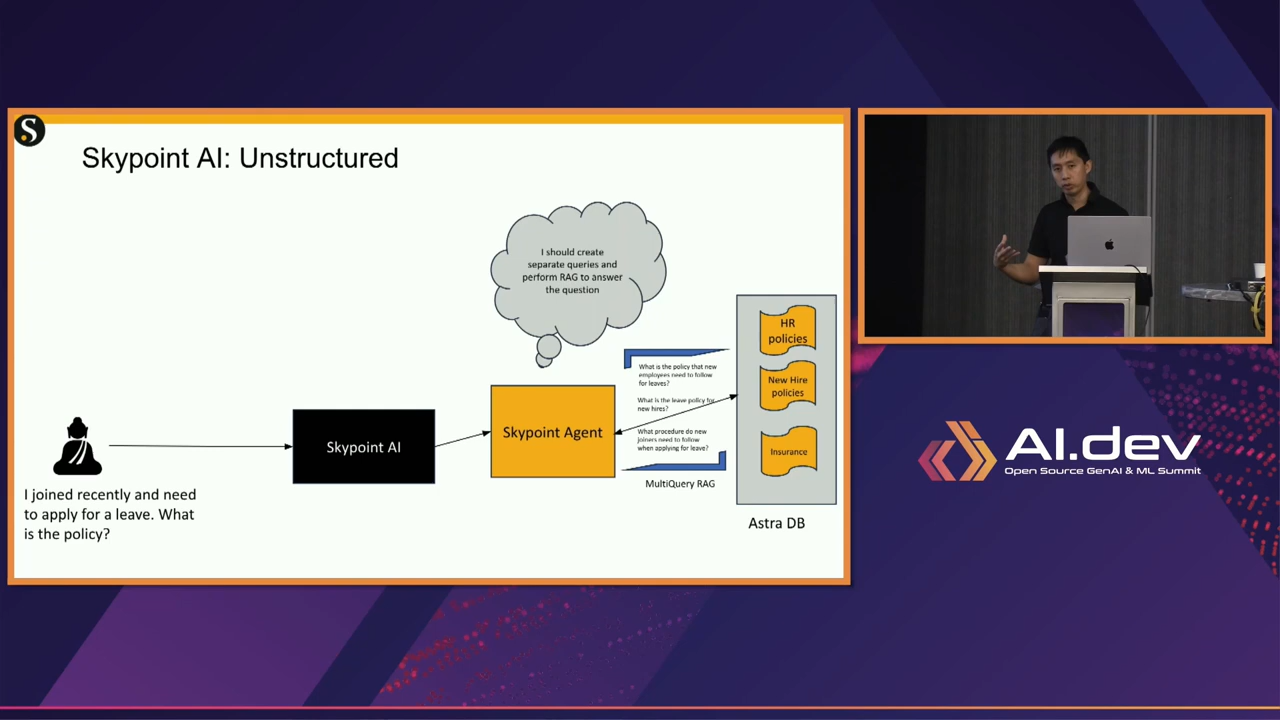 S
Skypoint AI: Unstructured
I should create
separate queries and
perform RAG to answer
the question
HR
policies
What is the policy that new
employees need to follow
for leaves?
New Hire
policies
What is the leave policy for
new hires?
Skypoint AI
Skypoint Agent
What procedure do new
joiners need to follow
when applying for leave?
Insurance
MultiQuery RAG
I joined recently and need
to apply for a leave. What
is the policy?
Astra DB
AI.dev
Open Source GenAI & ML Summit